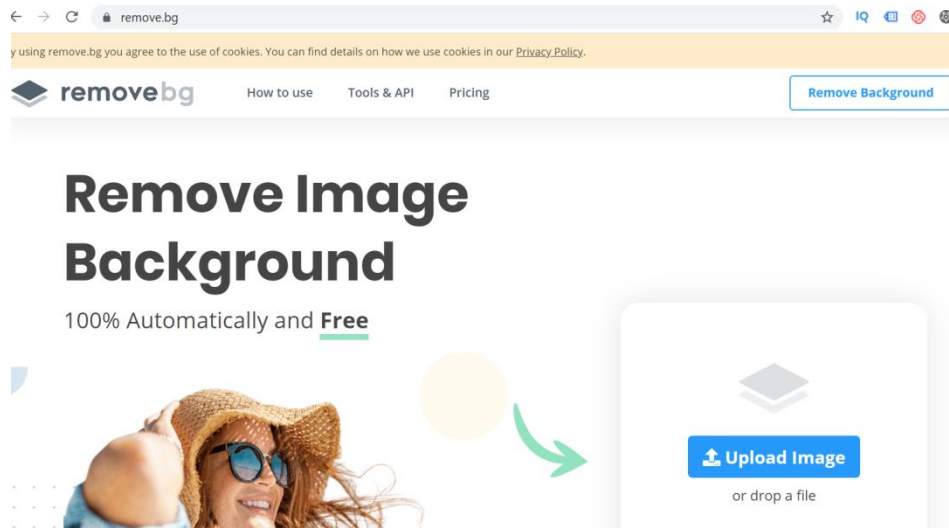 remove.bg
IQ
y using remove.bg you agree to the use of cookies. You can find details on how we use cookies in our Privacy Policy.
removebg How to use Tools & API Pricing Remove Background
Remove Image
Background
100% Automatically and Free
Upload Image
or drop a file